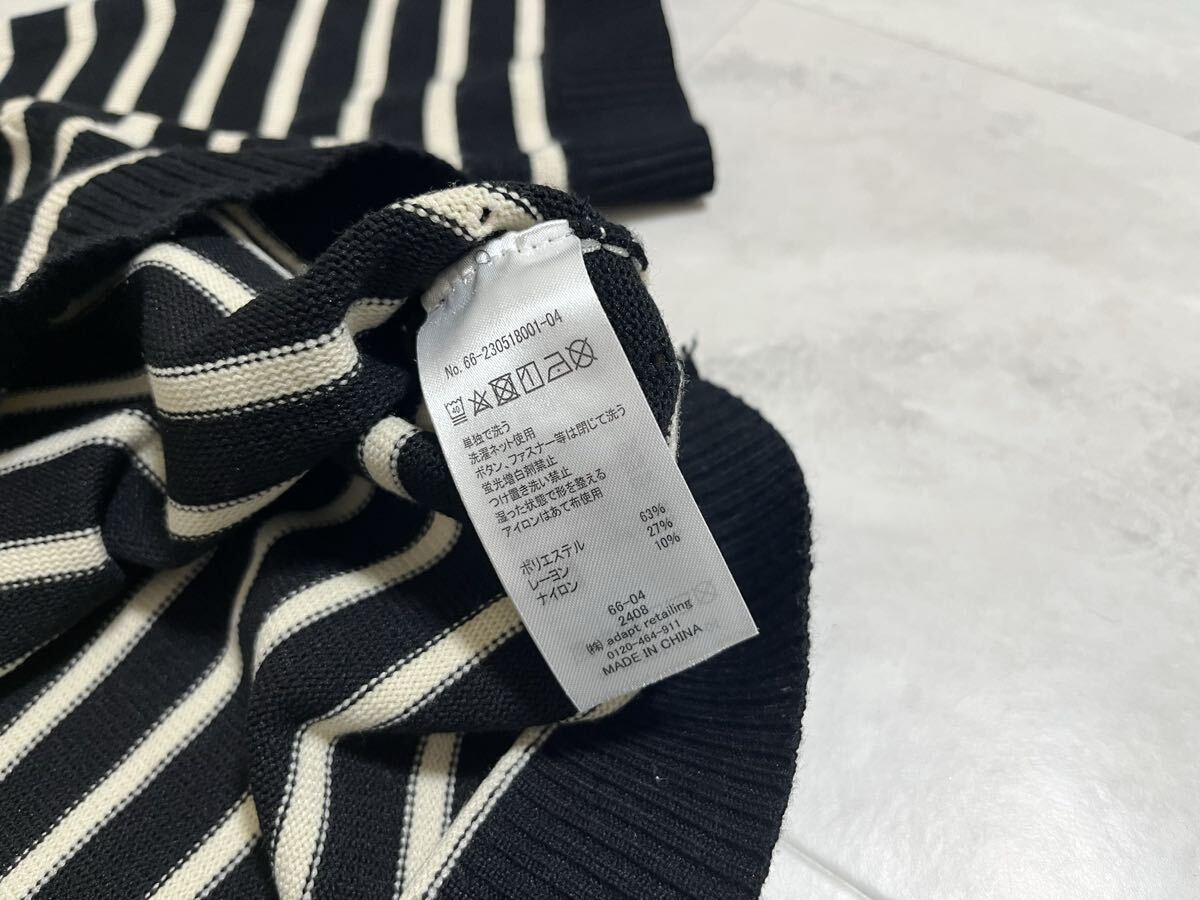 No. 66-230518001-04
40
単独で洗う
洗濯ネット使用
ボタン、ファスナー等は閉じて洗う
蛍光増白剤禁止
つけ置き洗い禁止
湿った状態で形を整える
アイロンはあて布使用
ポリエステル 63%
レーヨン 27%
ナイロン 10%
66-04
2408
(株) adapt retailing
0120-464-911
MADE IN CHINA